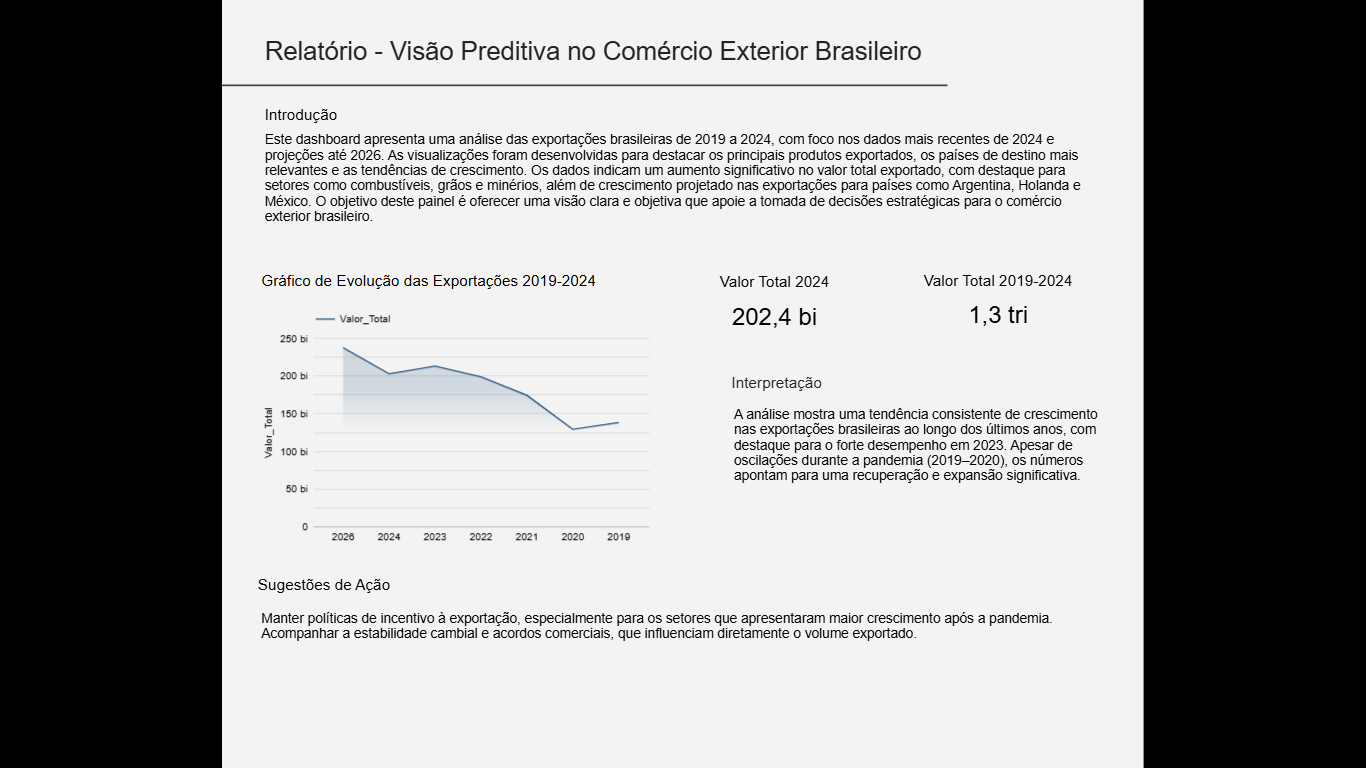 Relatório - Visão Preditiva no Comércio Exterior Brasileiro
Introdução
Este dashboard apresenta uma análise das exportações brasileiras de 2019 a 2024, com foco nos dados mais recentes de 2024 e
projeções até 2026. As visualizações foram desenvolvidas para destacar os principais produtos exportados, os países de destino mais
relevantes e as tendências de crescimento. Os dados indicam um aumento significativo no valor total exportado, com destaque para
setores como combustíveis, grãos e minérios, além de crescimento projetado nas exportações para países como Argentina, Holanda e
México. O objetivo deste painel é oferecer uma visão clara e objetiva que apoie a tomada de decisões estratégicas para o comércio
exterior brasileiro.
Gráfico de Evolução das Exportações 2019-2024
Valor_Total
250 bi
200 bi
150 bi
100 bi
50 bi
0
Valor_Total
2026 2024 2023 2022 2021 2020 2019
Valor Total 2024
202,4 bi
Valor Total 2019-2024
1,3 tri
Interpretação
A análise mostra uma tendência consistente de crescimento
nas exportações brasileiras ao longo dos últimos anos, com
destaque para o forte desempenho em 2023. Apesar de
oscilações durante a pandemia (2019–2020), os números
apontam para uma recuperação e expansão significativa.
Sugestões de Ação
Manter políticas de incentivo à exportação, especialmente para os setores que apresentaram maior crescimento após a pandemia.
Acompanhar a estabilidade cambial e acordos comerciais, que influenciam diretamente o volume exportado.